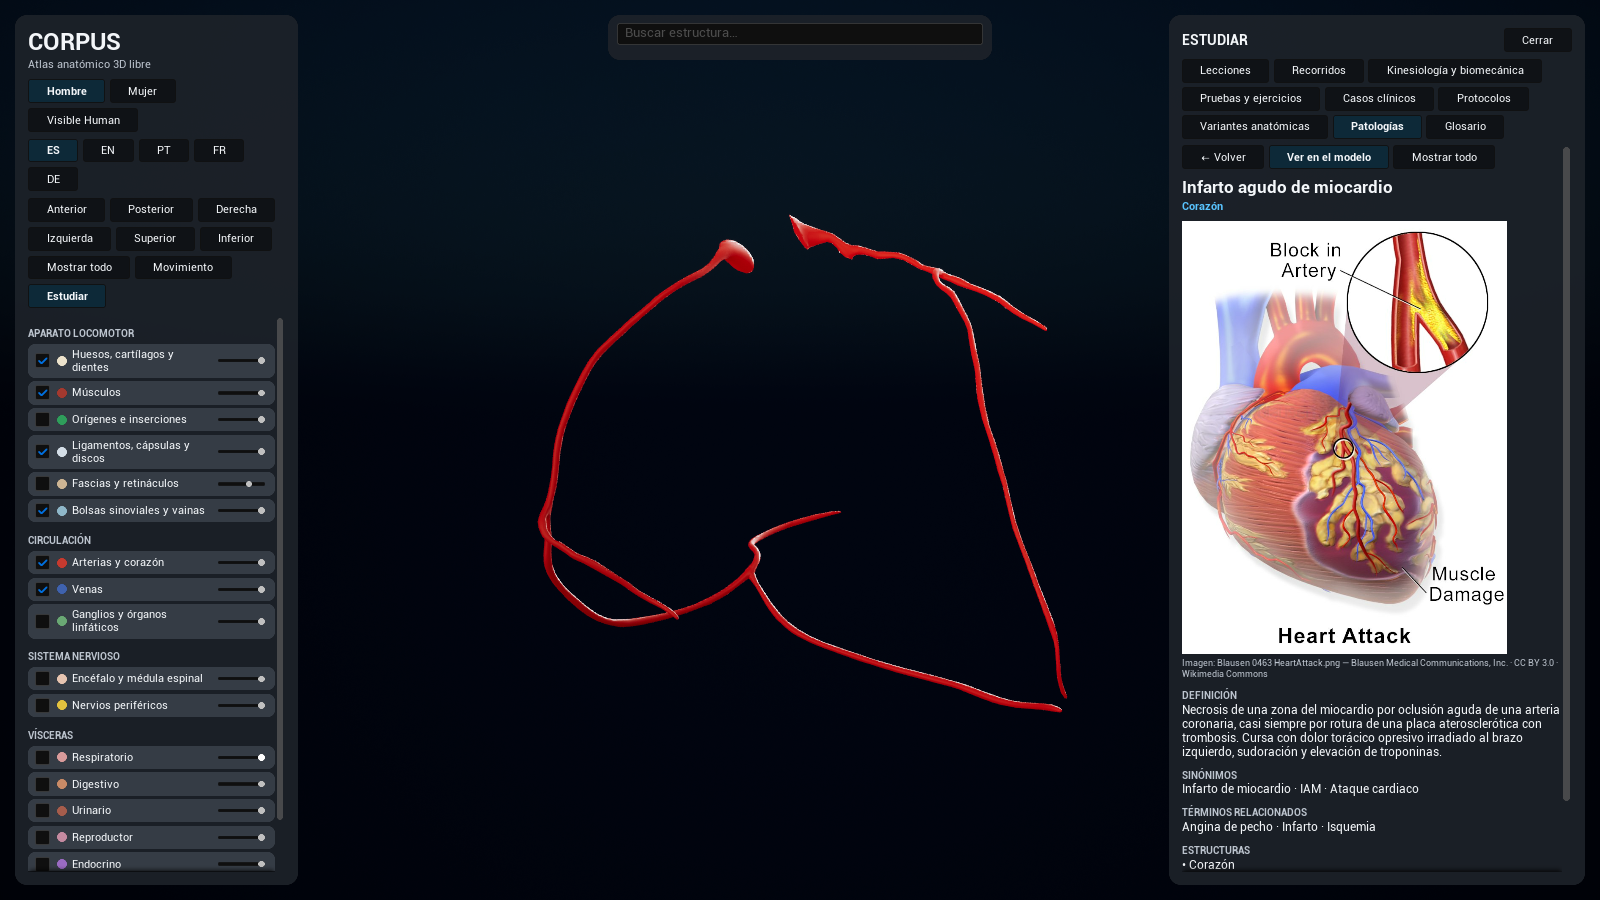 CORPUS
Atlas anatómico 3D libre
Hombre
Mujer
Visible Human
ES
EN
PT
FR
DE
Anterior
Posterior
Derecha
Izquierda
Superior
Inferior
Mostrar todo
Movimiento
Estudiar
APARATO LOCOMOTOR
Huesos, cartílagos y
dientes
Músculos
Orígenes e inserciones
Ligamentos, cápsulas y
discos
Fascias y retináculos
Bolsas sinoviales y vainas
CIRCULACIÓN
Arterias y corazón
Venas
Ganglios y órganos
linfáticos
SISTEMA NERVIOSO
Encéfalo y médula espinal
Nervios periféricos
VÍSCERAS
Respiratorio
Digestivo
Urinario
Reproductor
Endocrino
Buscar estructura...
ESTUDIAR
Cerrar
Lecciones
Recorridos
Kinesiología y biomecánica
Pruebas y ejercicios
Casos clínicos
Protocolos
Variantes anatómicas
Patologías
Glosario
← Volver
Ver en el modelo
Mostrar todo
Infarto agudo de miocardio
Corazón
Block in
Artery
Muscle
Damage
Heart Attack
Imagen: Blausen 0463 HeartAttack.png — Blausen Medical Communications, Inc. · CC BY 3.0 ·
Wikimedia Commons
DEFINICIÓN
Necrosis de una zona del miocardio por oclusión aguda de una arteria
coronaria, casi siempre por rotura de una placa aterosclerótica con
trombosis. Cursa con dolor torácico opresivo irradiado al brazo
izquierdo, sudoración y elevación de troponinas.
SINÓNIMOS
Infarto de miocardio · IAM · Ataque cardiaco
TÉRMINOS RELACIONADOS
Angina de pecho · Infarto · Isquemia
ESTRUCTURAS
• Corazón